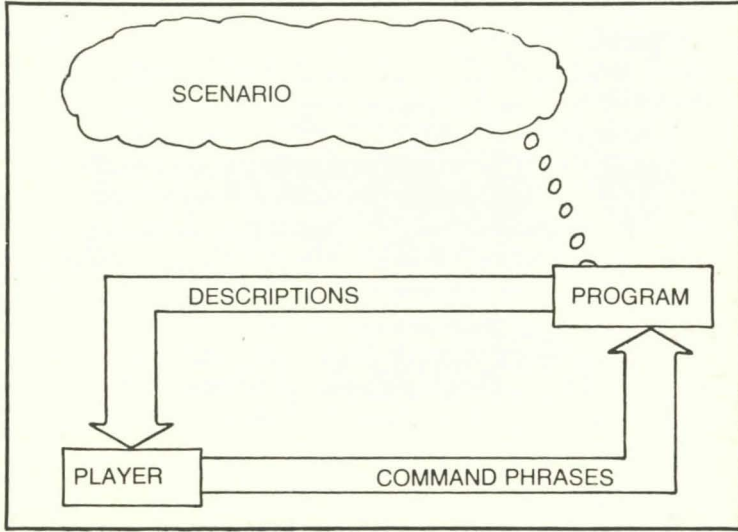 SCENARIO
DESCRIPTIONS
PROGRAM
PLAYER
COMMAND PHRASES